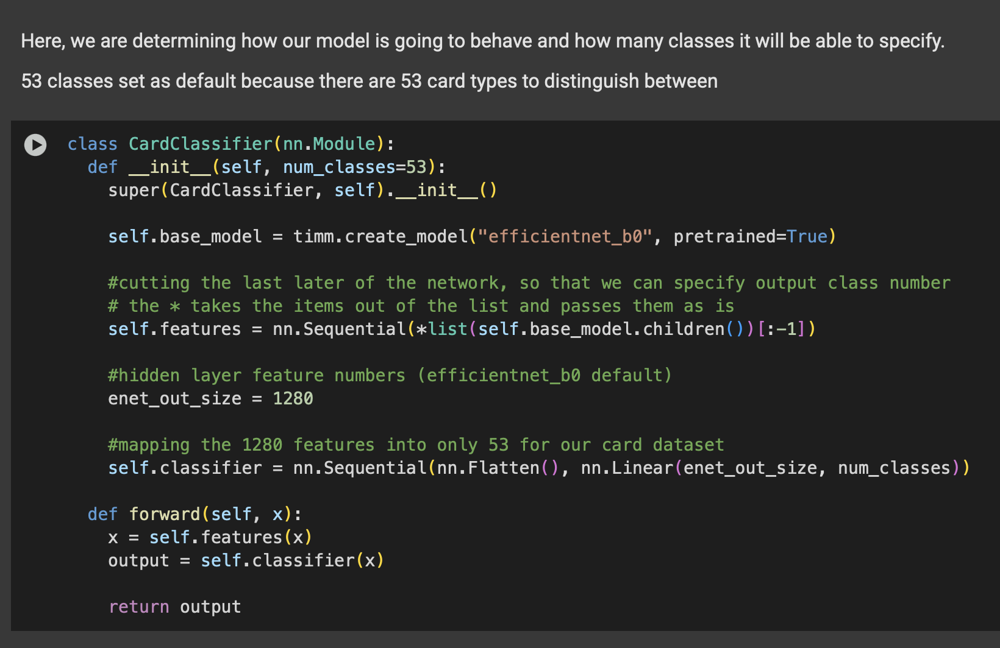 Here, we are determining how our model is going to behave and how many classes it will be able to specify.
53 classes set as default because there are 53 card types to distinguish between
class CardClassifier(nn.Module):
  def __init__(self, num_classes=53):
    super(CardClassifier, self).__init__()
    self.base_model = timm.create_model("efficientnet_b0", pretrained=True)
    #cutting the last later of the network, so that we can specify output class number
    # the * takes the items out of the list and passes them as is
    self.features = nn.Sequential(*list(self.base_model.children())[:-1])
    #hidden layer feature numbers (efficientnet_b0 default)
    enet_out_size = 1280
    #mapping the 1280 features into only 53 for our card dataset
    self.classifier = nn.Sequential(nn.Flatten(), nn.Linear(enet_out_size, num_classes))
  def forward(self, x):
    x = self.features(x)
    output = self.classifier(x)
    return output